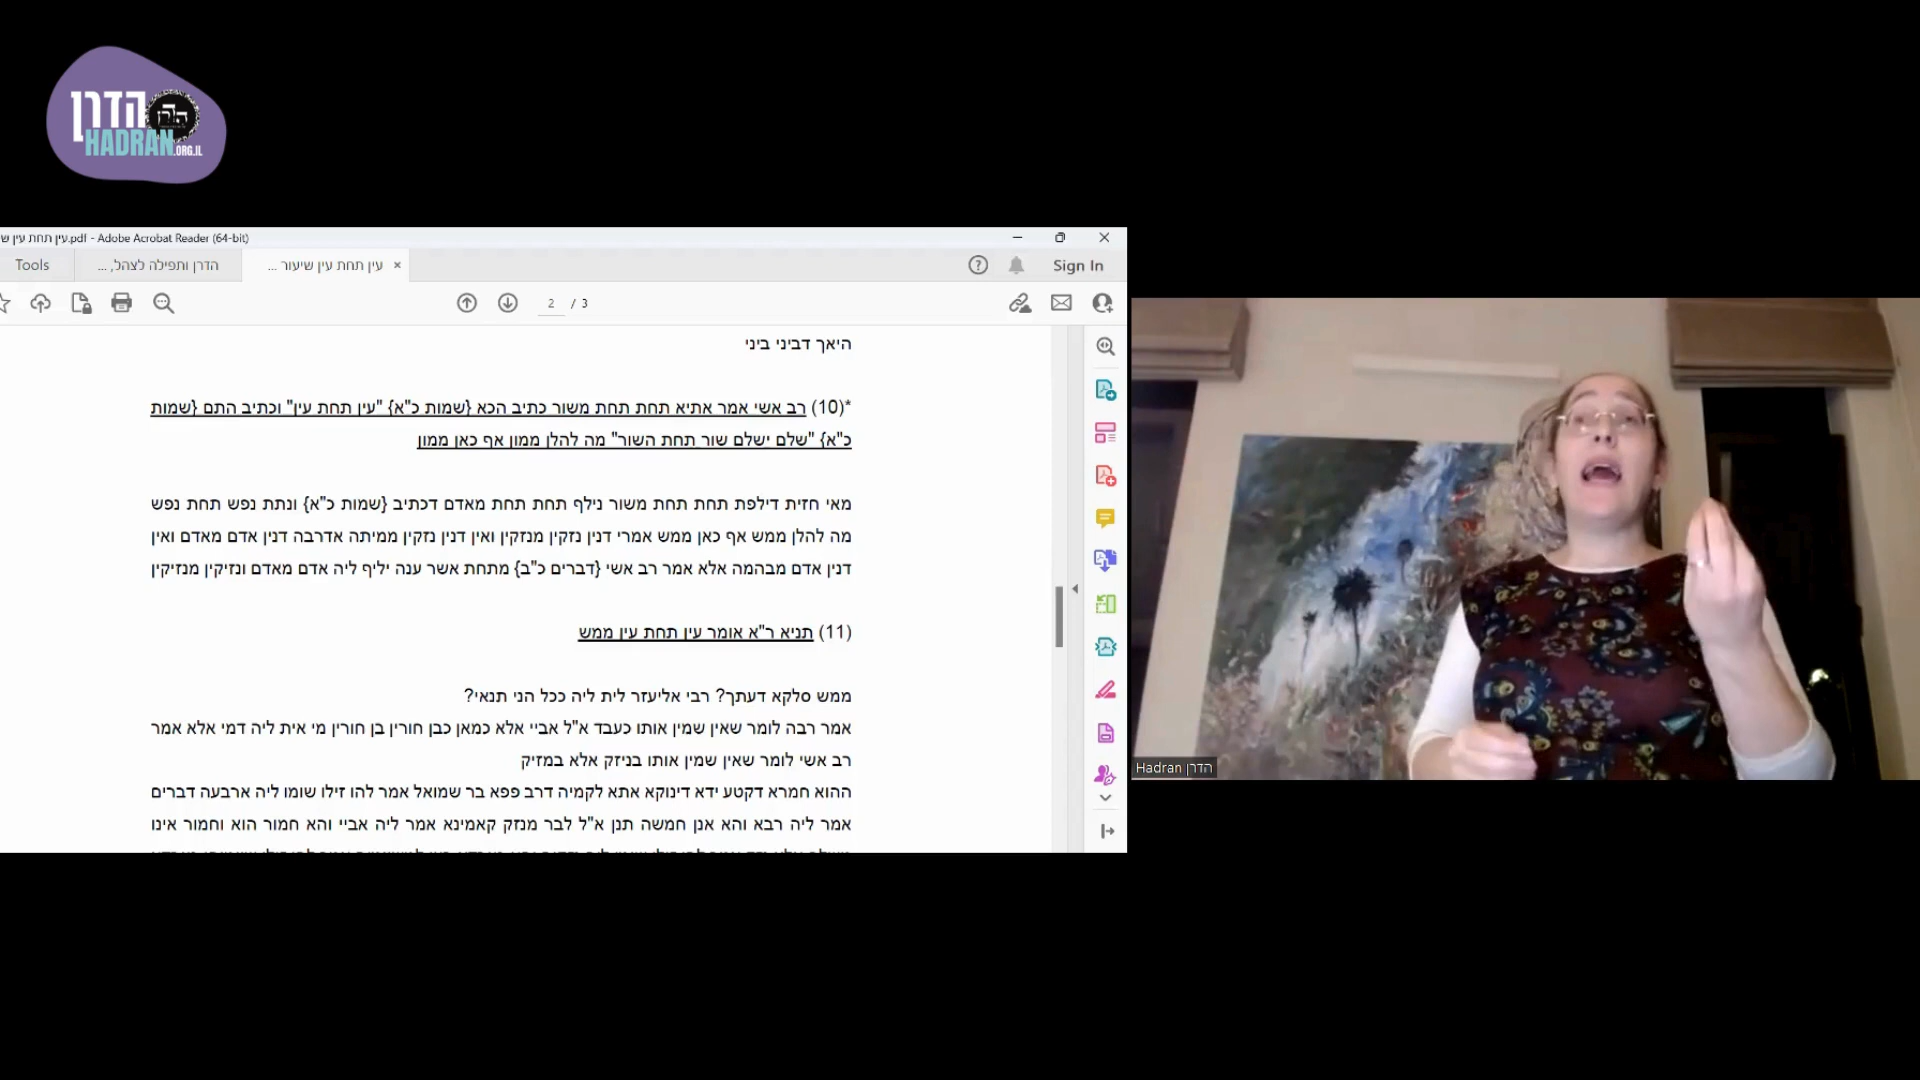 הדרן
HADRAN.ORG.IL
עין תחת עין ש.pdf - Adobe Acrobat Reader (64-bit)
Tools
הדרן ותפילה לצהל, ...
עין תחת עין שיעור ...
Sign In
2 / 3
היאך דביני ביני
*(10) רב אשי אמר אתיא תחת תחת משור כתיב הכא {שמות כ"א} "עין תחת עין" וכתיב התם {שמות
כ"א} "שלם ישלם שור תחת השור" מה להלן ממון אף כאן ממון
מאי חזית דילפת תחת תחת משור נילף תחת תחת מאדם דכתיב {שמות כ"א} ונתת נפש תחת נפש
מה להלן ממש אף כאן ממש אמרי דנין נזקין מנזקין ואין דנין נזקין ממיתה אדרבה דנין אדם מאדם ואין
דנין אדם מבהמה אלא אמר רב אשי {דברים כ"ב} מתחת אשר ענה יליף ליה אדם מאדם ונזיקין מנזיקין
(11) תניא ר"א אומר עין תחת עין ממש
ממש סלקא דעתך? רבי אליעזר לית ליה ככל הני תנאי?
אמר רבה לומר שאין שמין אותו כעבד א"ל אביי אלא כמאן כבן חורין בן חורין מי אית ליה דמי אלא אמר
רב אשי לומר שאין שמין אותו בניזק אלא במזיק
ההוא חמרא דקטע ידא דינוקא אתא לקמיה דרב פפא בר שמואל אמר להו זילו שומו ליה ארבעה דברים
אמר ליה רבא והא אנן חמשה תנן א"ל לבר מנזק קאמינא אמר ליה אביי והא חמור הוא וחמור אינו
Hadran הדרן